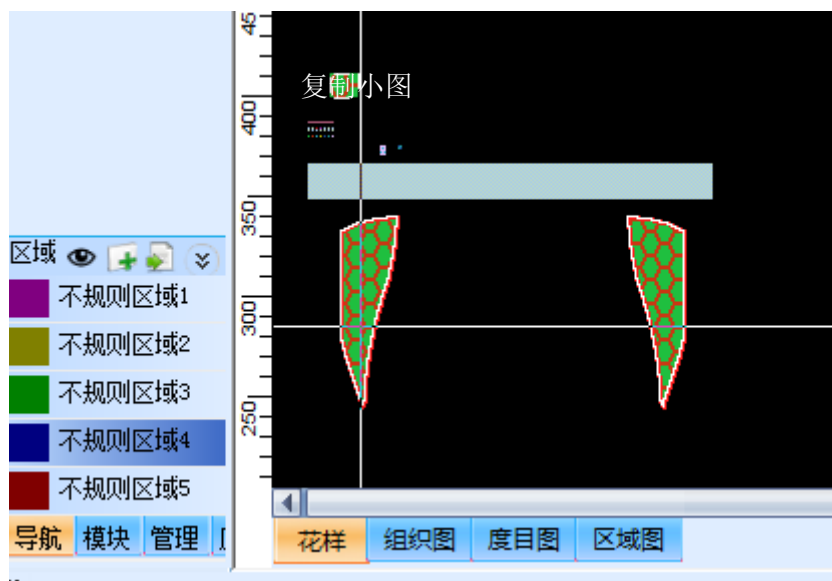 45
复制小图
400
350
300
250
区域
不规则区域1
不规则区域2
不规则区域3
不规则区域4
不规则区域5
导航 模块 管理
花样 组织图 度目图 区域图